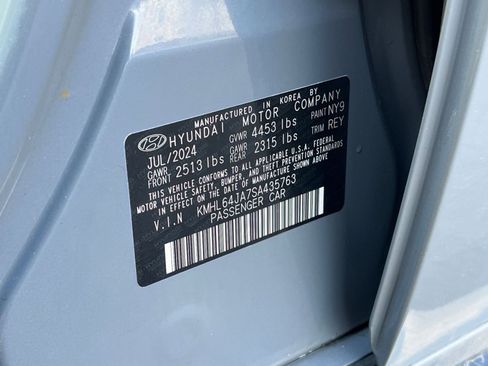 MANUFACTURED IN KOREA BY
HYUNDAI MOTOR COMPANY
JUL/2024 GVWR 4453 lbs PAINT NY9
GAWR FRONT 2513 lbs GAWR REAR 2315 lbs TRIM REY
THIS VEHICLE CONFORMS TO ALL APPLICABLE U.S.A. FEDERAL
MOTOR VEHICLE SAFETY, BUMPER, AND THEFT PREVENTION
STANDARDS IN EFFECT ON THE DATE OF MANUFACTURE SHOWN ABOVE.
V.I.N KMHL64JA7SA435763
PASSENGER CAR